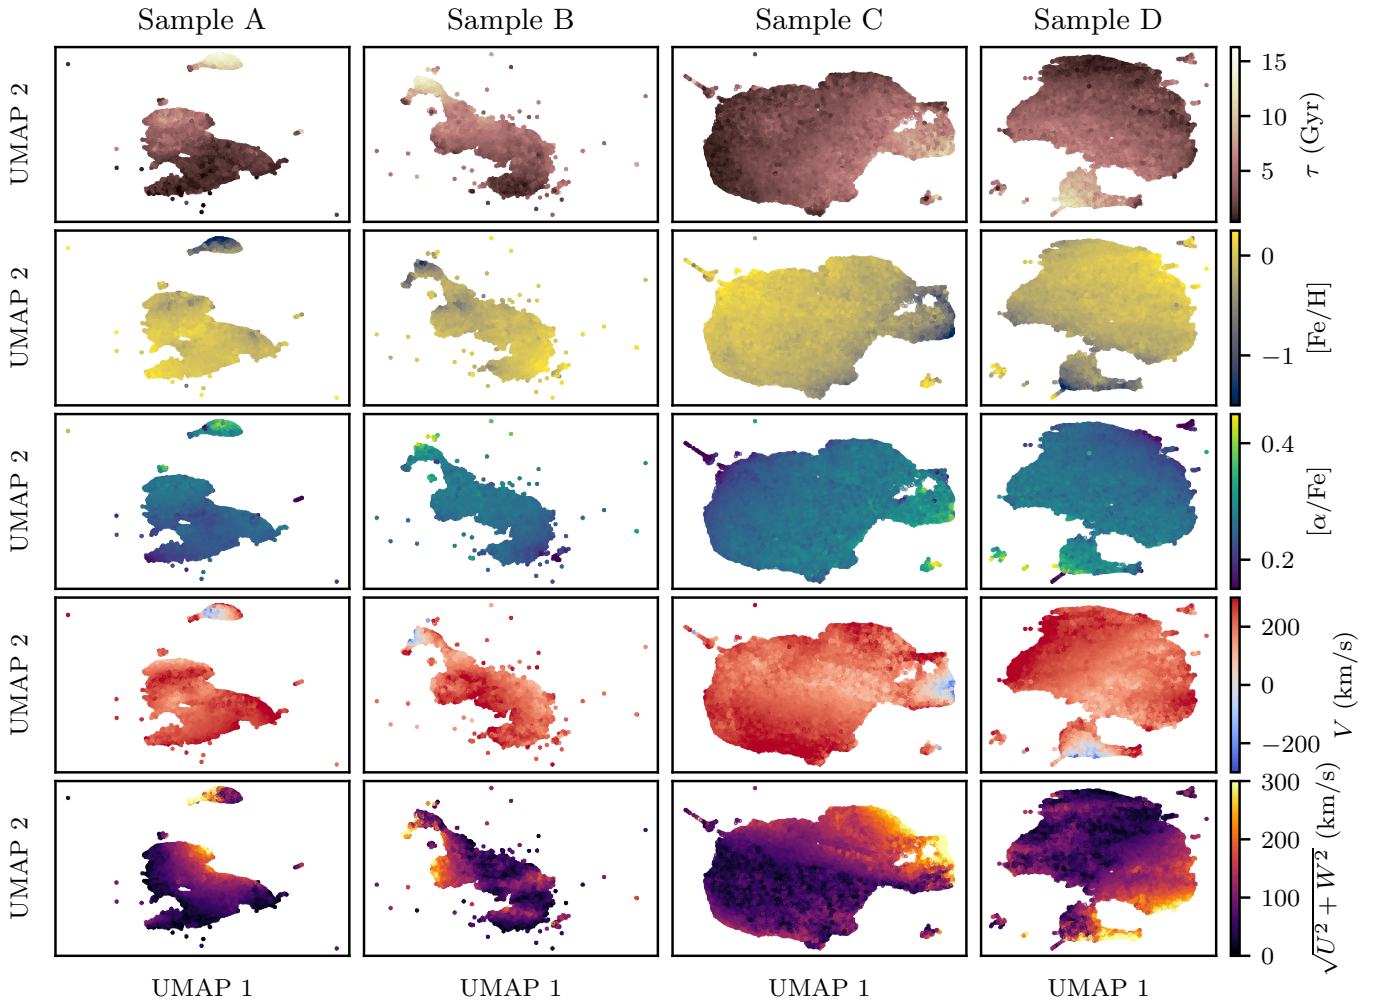 Sample A
Sample B
Sample C
Sample D
UMAP 2
15
10
5
τ (Gyr)
UMAP 2
0
−1
[Fe/H]
UMAP 2
0.4
0.2
[α/Fe]
UMAP 2
200
0
−200
V (km/s)
UMAP 2
300
200
100
0
√U² + W² (km/s)
UMAP 1
UMAP 1
UMAP 1
UMAP 1